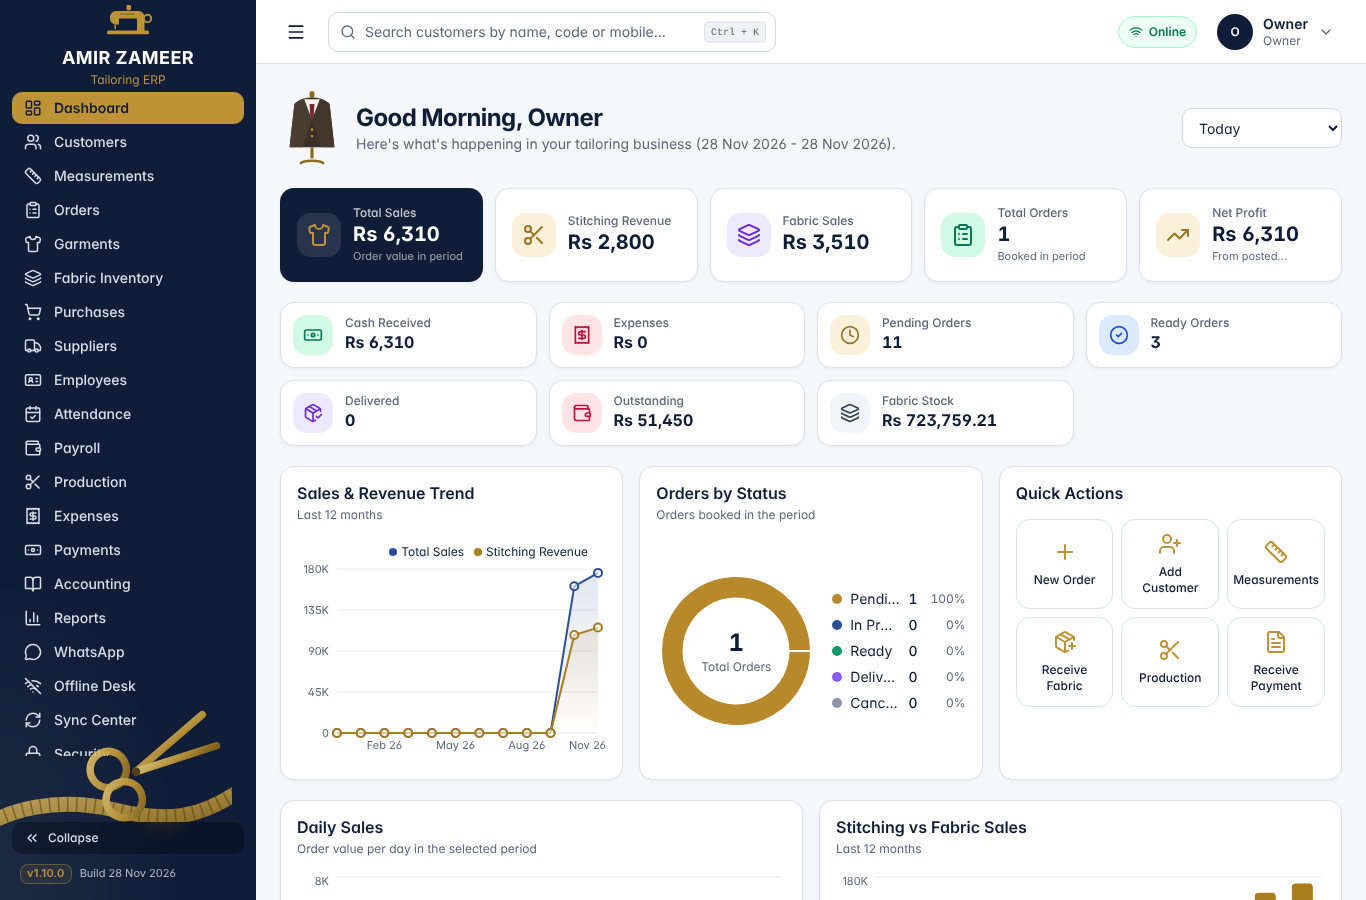 AMIR ZAMEER
Tailoring ERP
Dashboard
Customers
Measurements
Orders
Garments
Fabric Inventory
Purchases
Suppliers
Employees
Attendance
Payroll
Production
Expenses
Payments
Accounting
Reports
WhatsApp
Offline Desk
Sync Center
Security
Collapse
v1.10.0 Build 28 Nov 2026
Search customers by name, code or mobile... Ctrl + K
Online
O
Owner
Owner
Good Morning, Owner
Here's what's happening in your tailoring business (28 Nov 2026 - 28 Nov 2026).
Today
Total Sales
Rs 6,310
Order value in period
Stitching Revenue
Rs 2,800
Fabric Sales
Rs 3,510
Total Orders
1
Booked in period
Net Profit
Rs 6,310
From posted...
Cash Received
Rs 6,310
Expenses
Rs 0
Pending Orders
11
Ready Orders
3
Delivered
0
Outstanding
Rs 51,450
Fabric Stock
Rs 723,759.21
Sales & Revenue Trend
Last 12 months
Total Sales Stitching Revenue
180K
135K
90K
45K
0
Feb 26 May 26 Aug 26 Nov 26
Orders by Status
Orders booked in the period
1
Total Orders
Pendi... 1 100%
In Pr... 0 0%
Ready 0 0%
Deliv... 0 0%
Canc... 0 0%
Quick Actions
New Order
Add
Customer
Measurements
Receive
Fabric
Production
Receive
Payment
Daily Sales
Order value per day in the selected period
8K
Stitching vs Fabric Sales
Last 12 months
180K